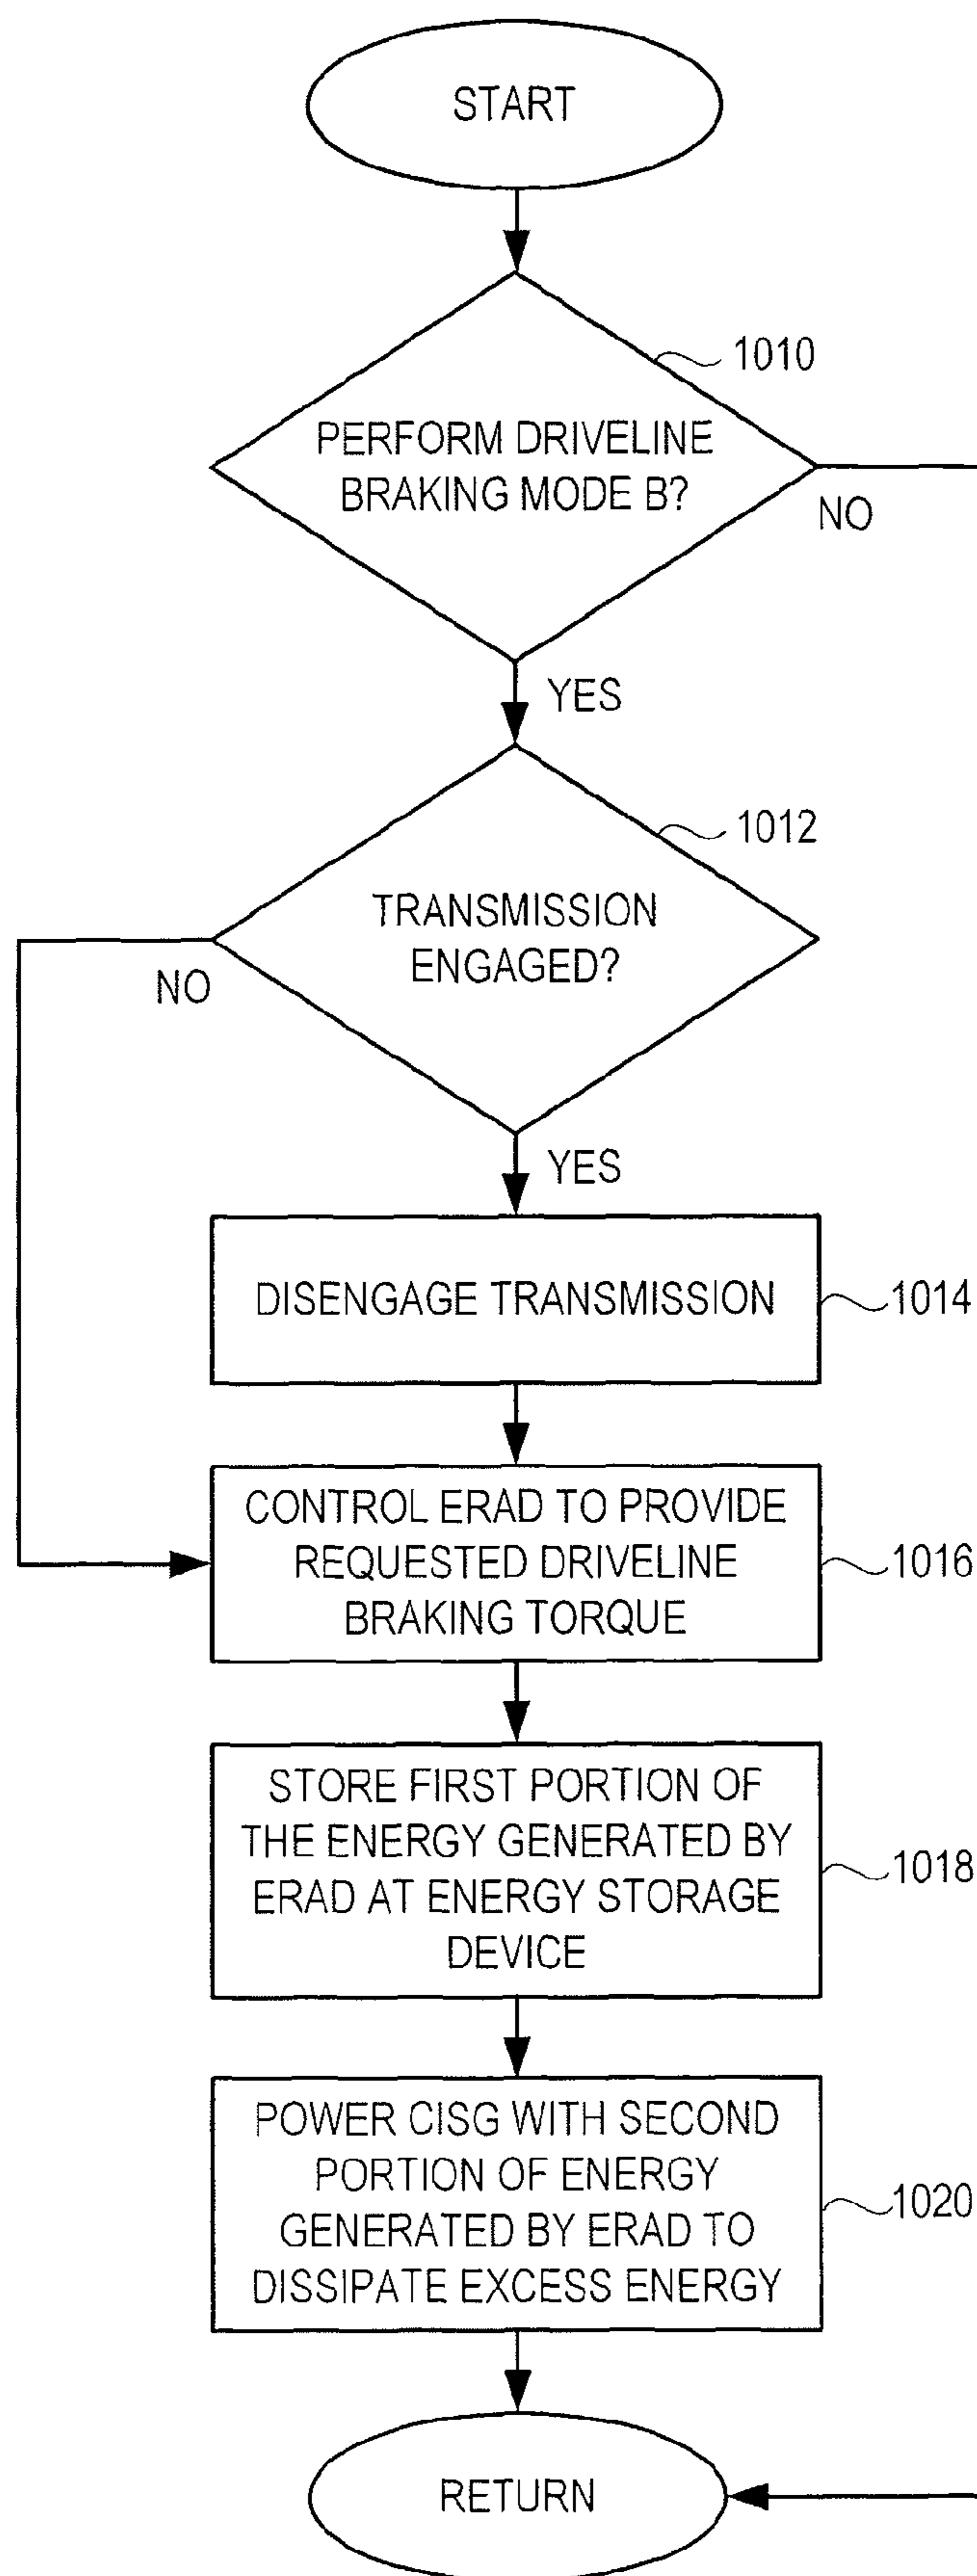 START
1010
PERFORM DRIVELINE
BRAKING MODE B?
NO
YES
1012
TRANSMISSION
ENGAGED?
NO
YES
DISENGAGE TRANSMISSION
1014
CONTROL ERAD TO PROVIDE
REQUESTED DRIVELINE
BRAKING TORQUE
1016
STORE FIRST PORTION OF
THE ENERGY GENERATED BY
ERAD AT ENERGY STORAGE
DEVICE
1018
POWER CISG WITH SECOND
PORTION OF ENERGY
GENERATED BY ERAD TO
DISSIPATE EXCESS ENERGY
1020
RETURN